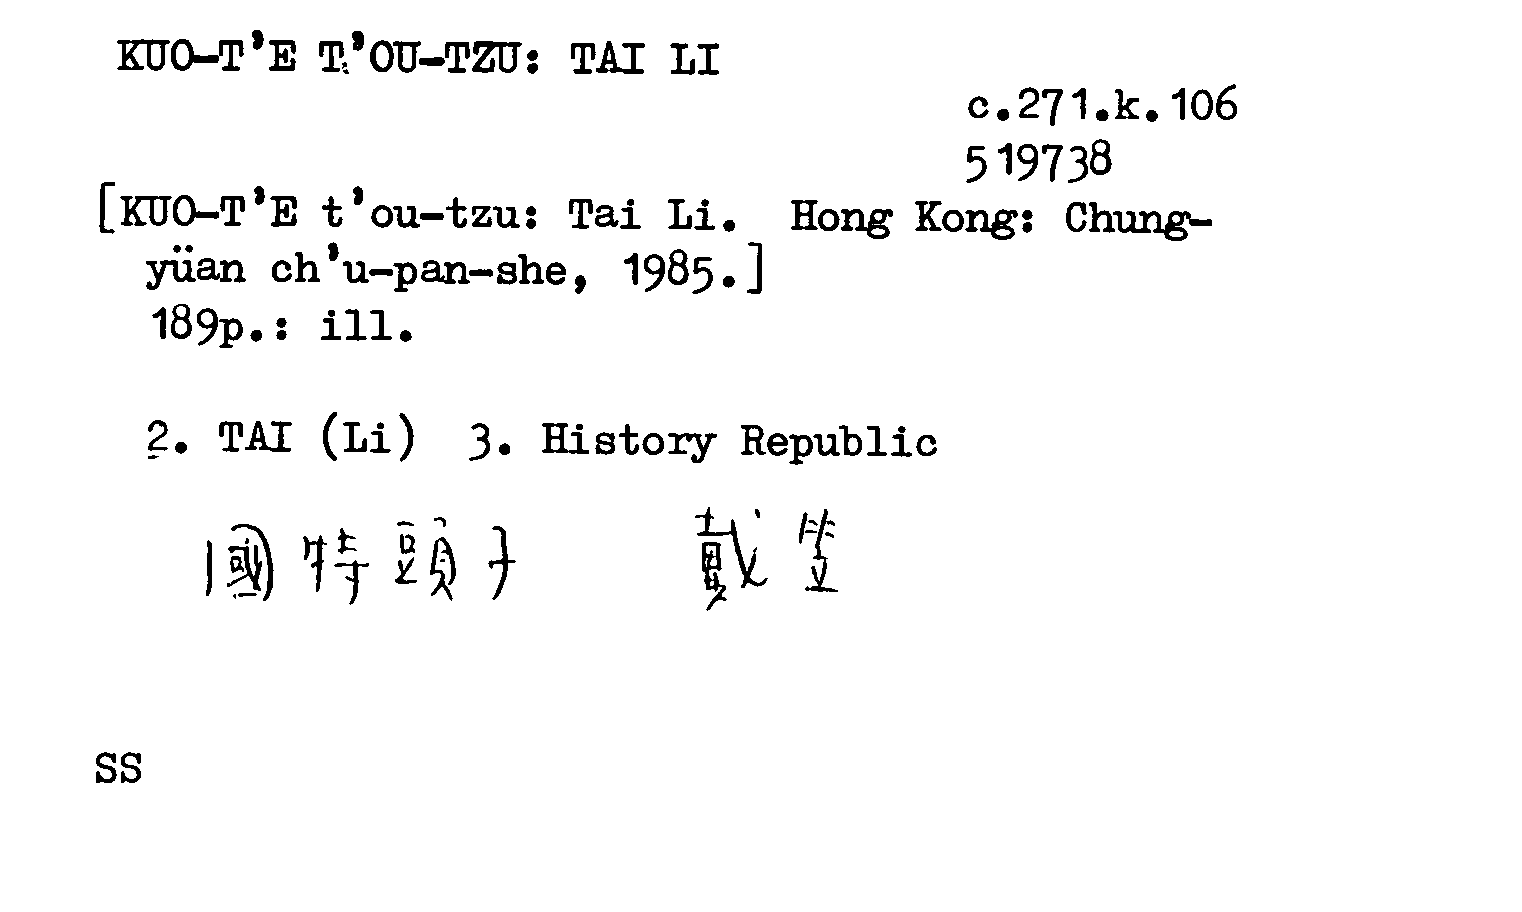 KUO-T'E T'OU-TZU: TAI LI
c.271.k.106
519738
[KUO-T'E t'ou-tzu: Tai Li. Hong Kong: Chung-
yüan ch'u-pan-she, 1985.]
189p.: ill.
2. TAI (Li) 3. History Republic
國特頭子 戴笠
SS